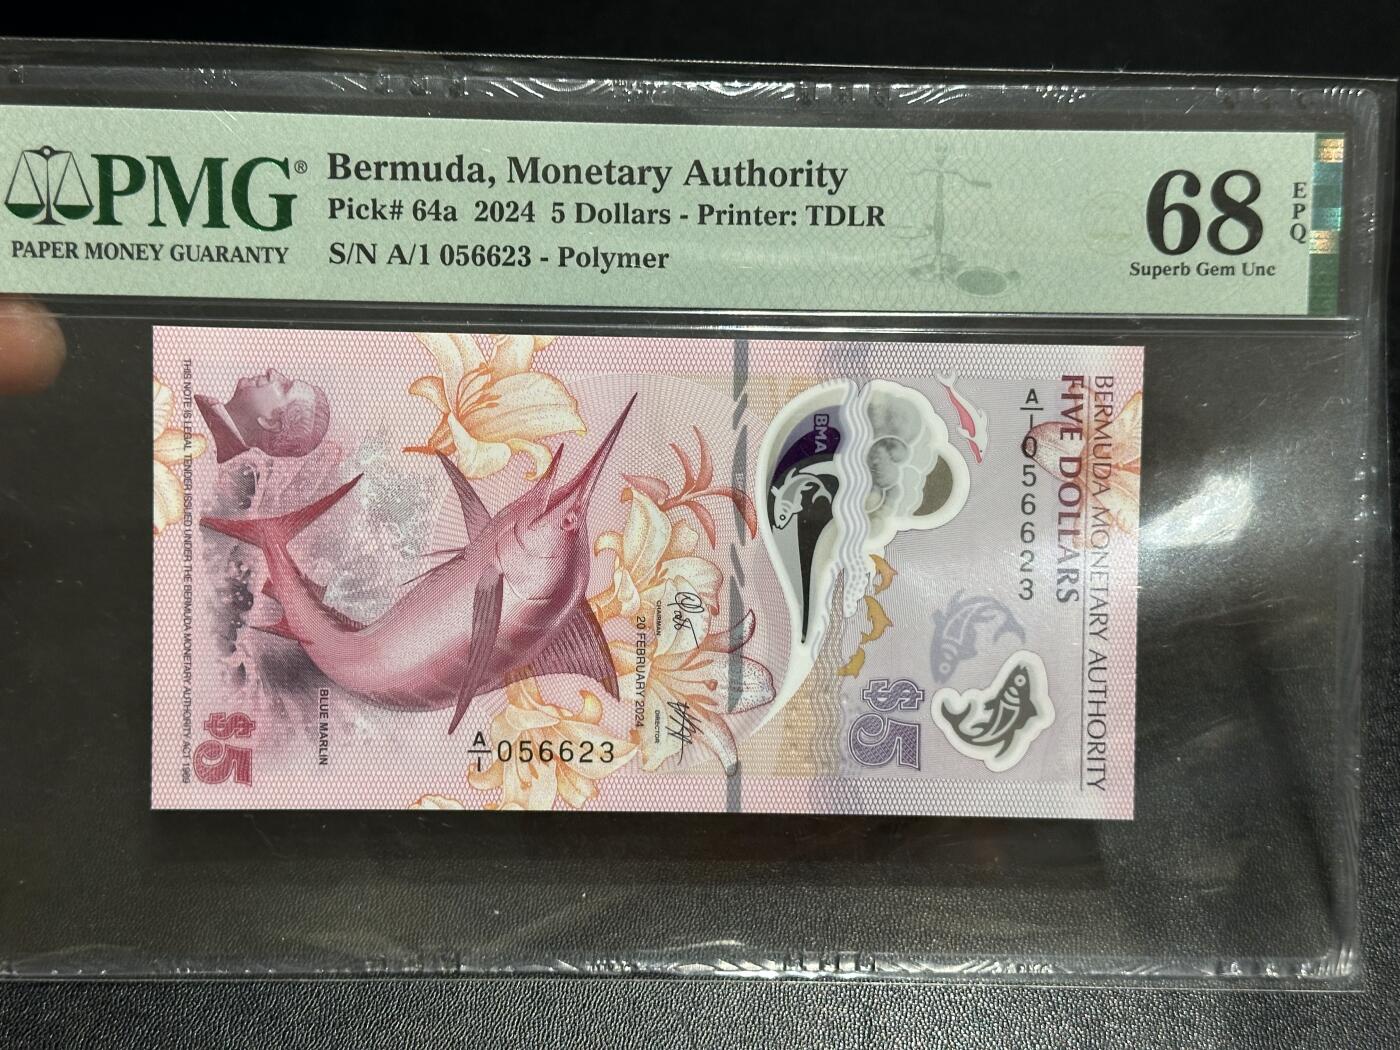 PMG®
PAPER MONEY GUARANTY
Bermuda, Monetary Authority
Pick# 64a 2024 5 Dollars - Printer: TDLR
S/N A/1 056623 - Polymer
68
EPQ
Superb Gem Unc
BERMUDA MONETARY AUTHORITY
FIVE DOLLARS
A/1 056623
BMA
$5
CHAIRMAN
20 FEBRUARY 2024
DIRECTOR
A/1 056623
BLUE MARLIN
$5
THIS NOTE IS LEGAL TENDER ISSUED UNDER THE BERMUDA MONETARY AUTHORITY ACT 1969